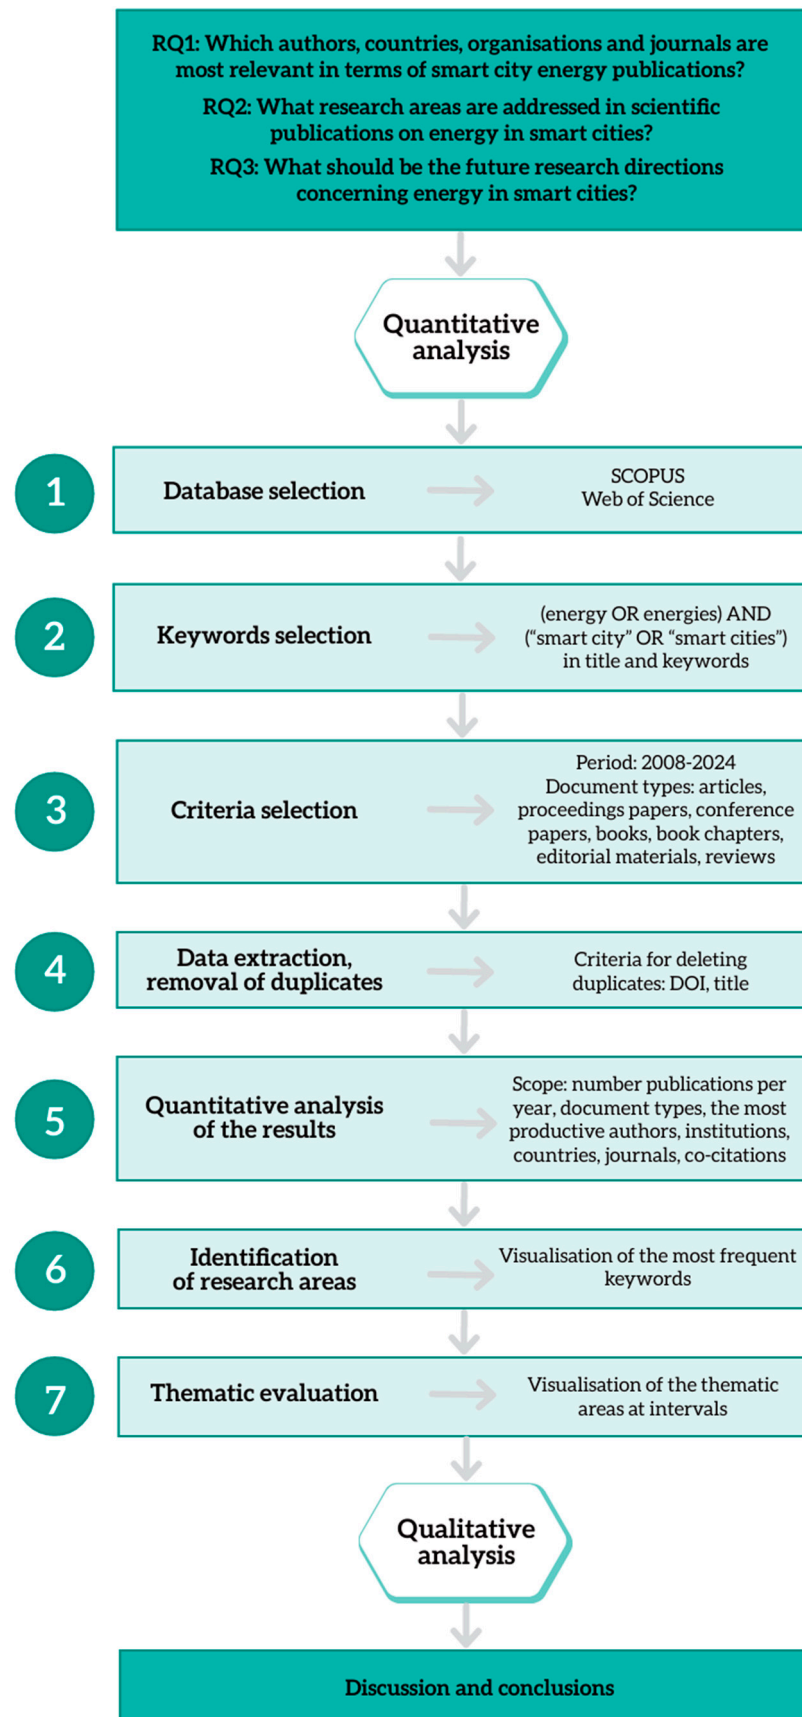 RQ1: Which authors, countries, organisations and journals are
most relevant in terms of smart city energy publications?
RQ2: What research areas are addressed in scientific
publications on energy in smart cities?
RQ3: What should be the future research directions
concerning energy in smart cities?
Quantitative
analysis
1
Database selection
SCOPUS
Web of Science
2
Keywords selection
(energy OR energies) AND
(“smart city” OR “smart cities”)
in title and keywords
3
Criteria selection
Period: 2008-2024
Document types: articles,
proceedings papers, conference
papers, books, book chapters,
editorial materials, reviews
4
Data extraction,
removal of duplicates
Criteria for deleting
duplicates: DOI, title
5
Quantitative analysis
of the results
Scope: number publications per
year, document types, the most
productive authors, institutions,
countries, journals, co-citations
6
Identification
of research areas
Visualisation of the most frequent
keywords
7
Thematic evaluation
Visualisation of the thematic
areas at intervals
Qualitative
analysis
Discussion and conclusions